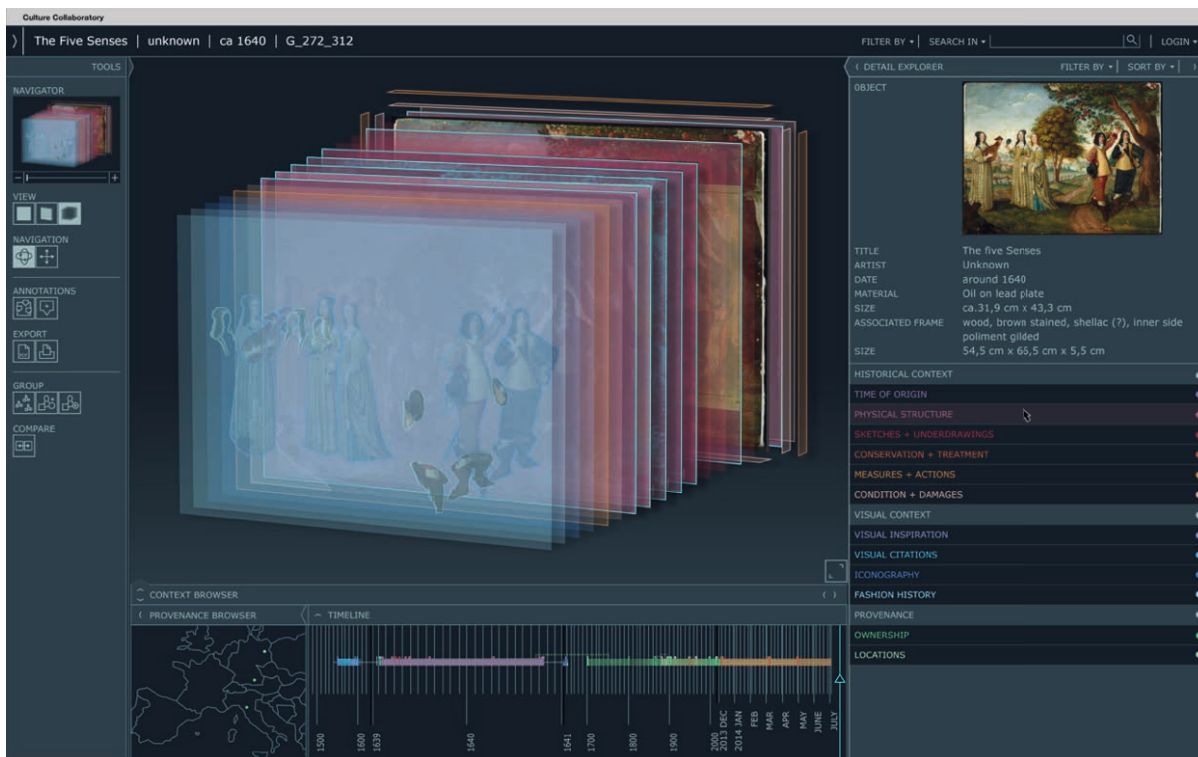 Culture Collaboratory
The Five Senses | unknown | ca 1640 | G_272_312
FILTER BY
SEARCH IN
LOGIN
TOOLS
NAVIGATOR
VIEW
NAVIGATION
ANNOTATIONS
EXPORT
GROUP
COMPARE
DETAIL EXPLORER
FILTER BY
SORT BY
OBJECT
TITLE The five Senses
ARTIST Unknown
DATE around 1640
MATERIAL Oil on lead plate
SIZE ca.31,9 cm x 43,3 cm
ASSOCIATED FRAME wood, brown stained, shellac (?), inner side
poliment gilded
SIZE 54,5 cm x 65,5 cm x 5,5 cm
HISTORICAL CONTEXT
TIME OF ORIGIN
PHYSICAL STRUCTURE
SKETCHES + UNDERDRAWINGS
CONSERVATION + TREATMENT
MEASURES + ACTIONS
CONDITION + DAMAGES
VISUAL CONTEXT
VISUAL INSPIRATION
VISUAL CITATIONS
ICONOGRAPHY
FASHION HISTORY
PROVENANCE
OWNERSHIP
LOCATIONS
CONTEXT BROWSER
PROVENANCE BROWSER
TIMELINE
1500
1600
1639
1640
1641
1700
1800
1900
2000
2013 DEC
2014 JAN
FEB
MAR
APR
MAY
JUNE
JULY